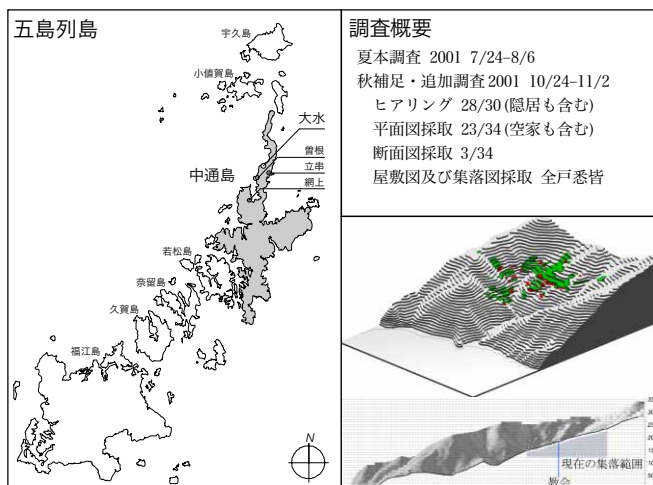 五島列島
宇久島
小値賀島
大水
曽根
立串
網上
中通島
若松島
奈留島
久賀島
福江島
N
調査概要
夏本調査 2001 7/24-8/6
秋補足・追加調査2001 10/24-11/2
ヒアリング 28/30(隠居も含む)
平面図採取 23/34(空家も含む)
断面図採取 3/34
屋敷図及び集落図採取 全戸悉皆
現在の集落範囲
教会